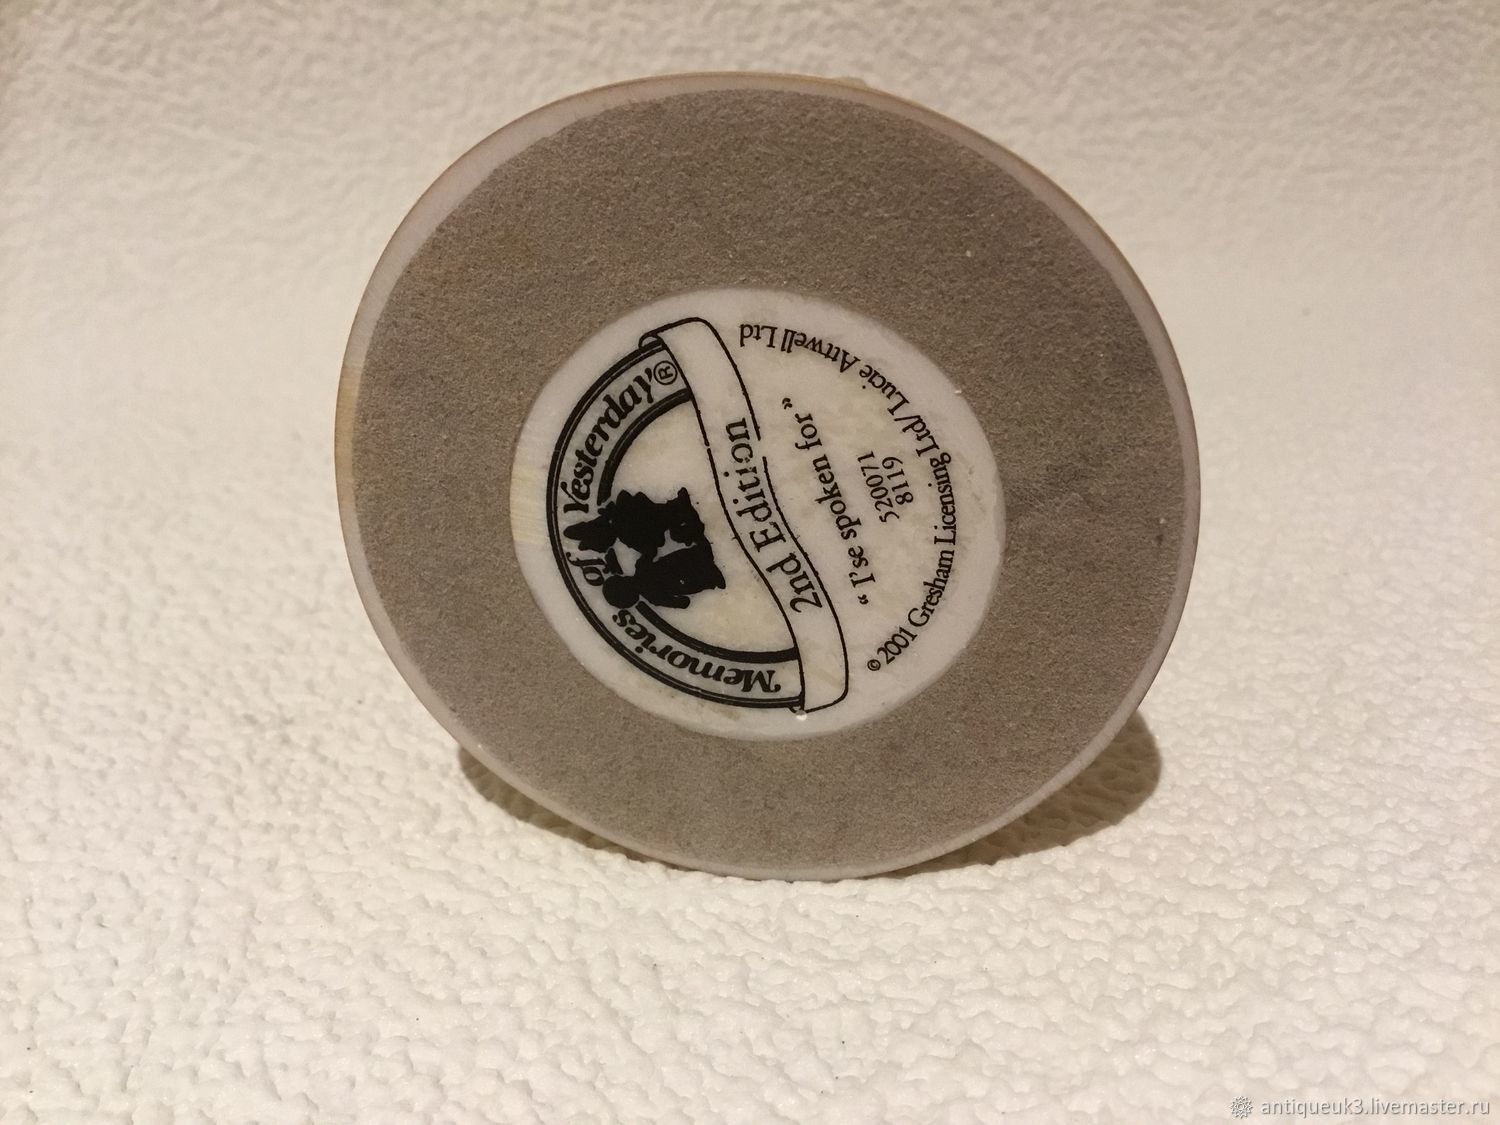 Memories of Yesterday®
2nd Edition
“ I'se spoken for ”
520071
8119
© 2001 Gresham Licensing Ltd/ Lucie Attwell Ltd
antiqueuk3.livemaster.ru